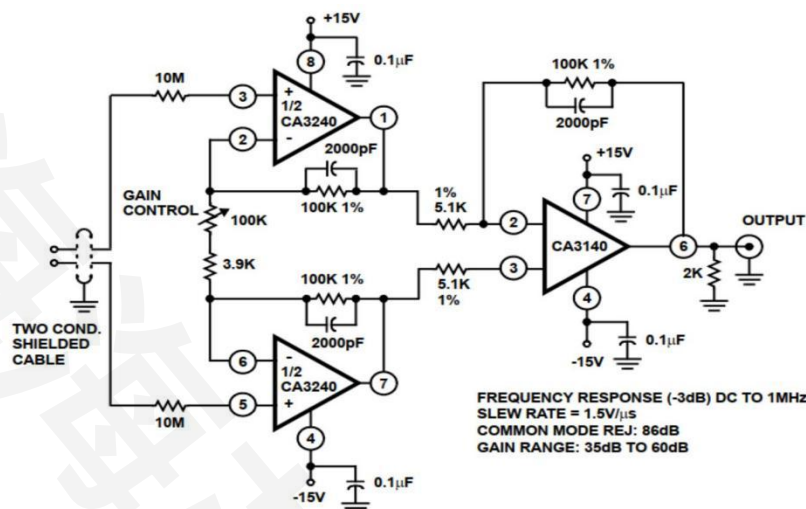 +15V
8
0.1μF
10M
3
+
1/2
CA3240
-
2
1
2000pF
100K 1%
GAIN
CONTROL
100K
3.9K
100K 1%
2000pF
TWO COND.
SHIELDED
CABLE
6
-
1/2
CA3240
+
5
7
10M
4
0.1μF
-15V
100K 1%
2000pF
+15V
7
0.1μF
1%
5.1K
2
CA3140
3
5.1K
1%
6
OUTPUT
2K
4
0.1μF
-15V
FREQUENCY RESPONSE (-3dB) DC TO 1MHz
SLEW RATE = 1.5V/μs
COMMON MODE REJ: 86dB
GAIN RANGE: 35dB TO 60dB